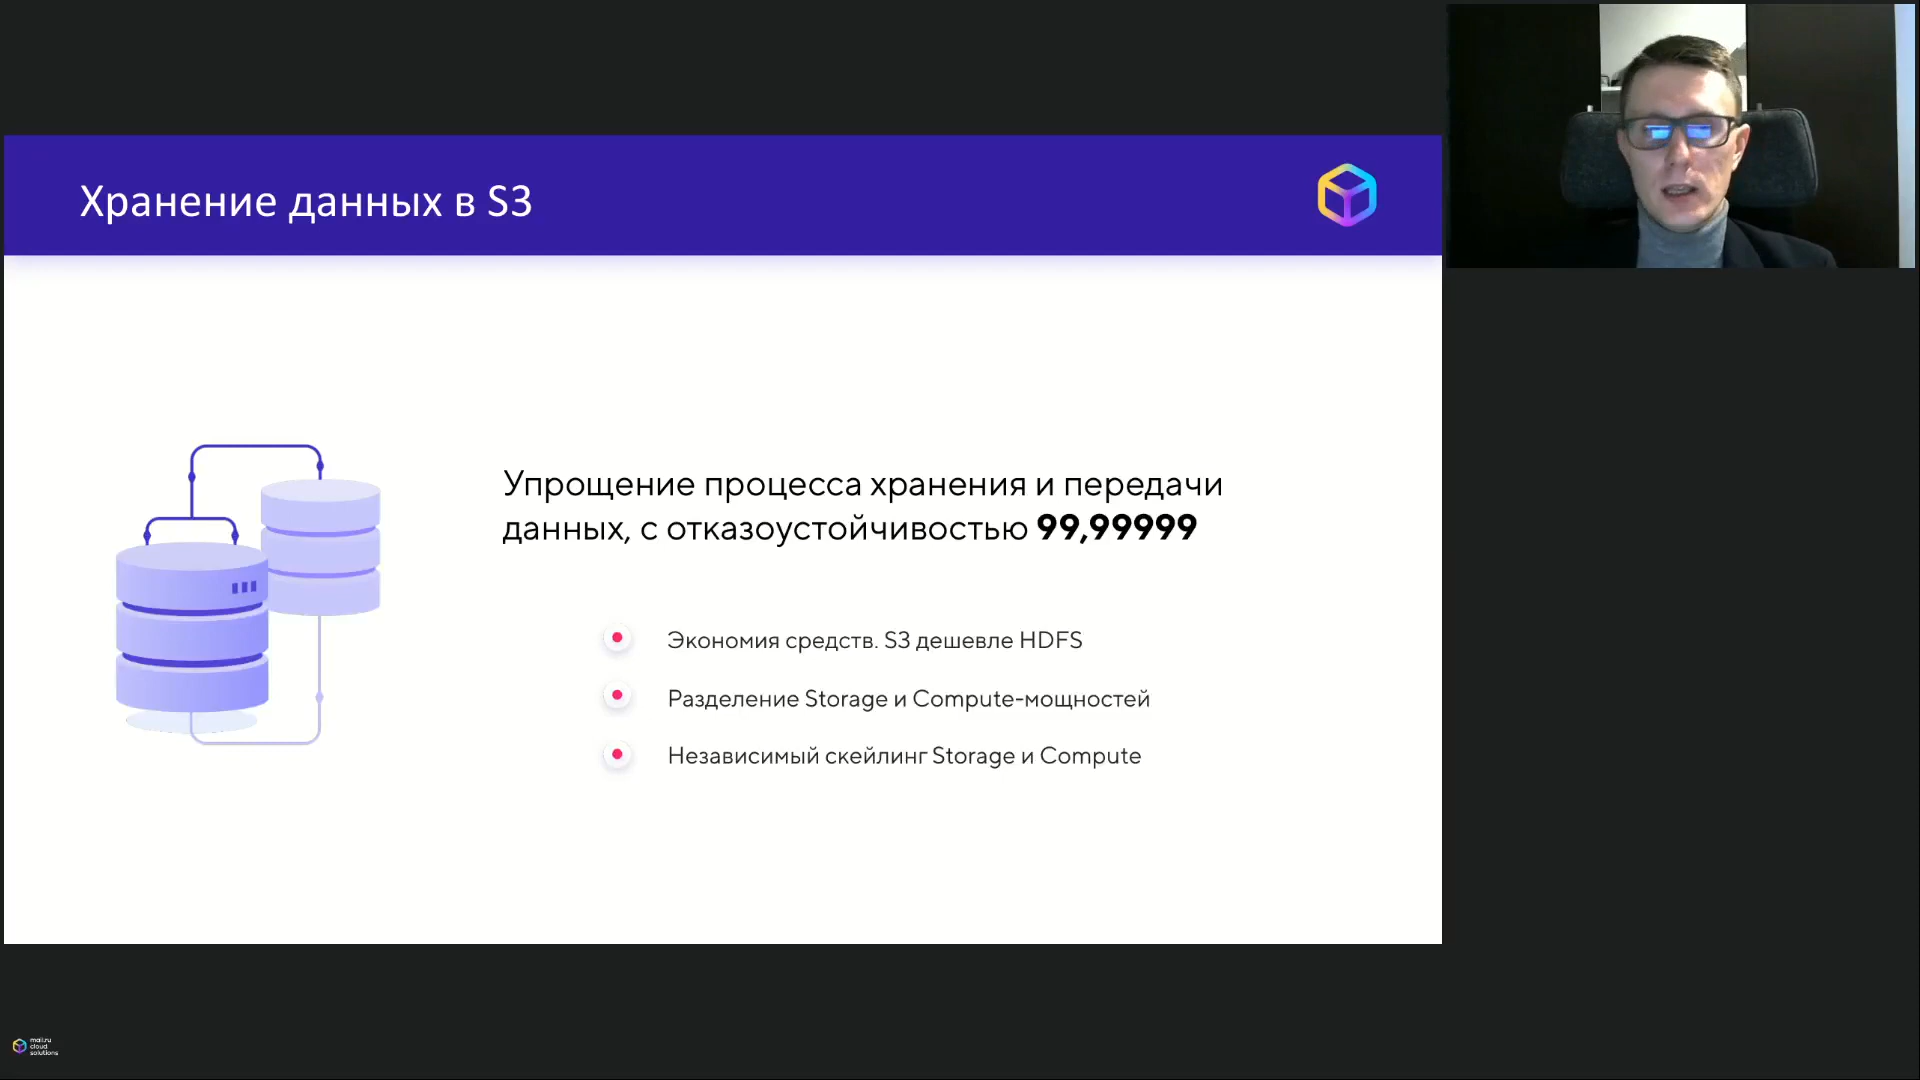 Хранение данных в S3
Упрощение процесса хранения и передачи
данных, с отказоустойчивостью 99,99999
Экономия средств. S3 дешевле HDFS
Разделение Storage и Compute-мощностей
Независимый скейлинг Storage и Compute
mail.ru
cloud
solutions